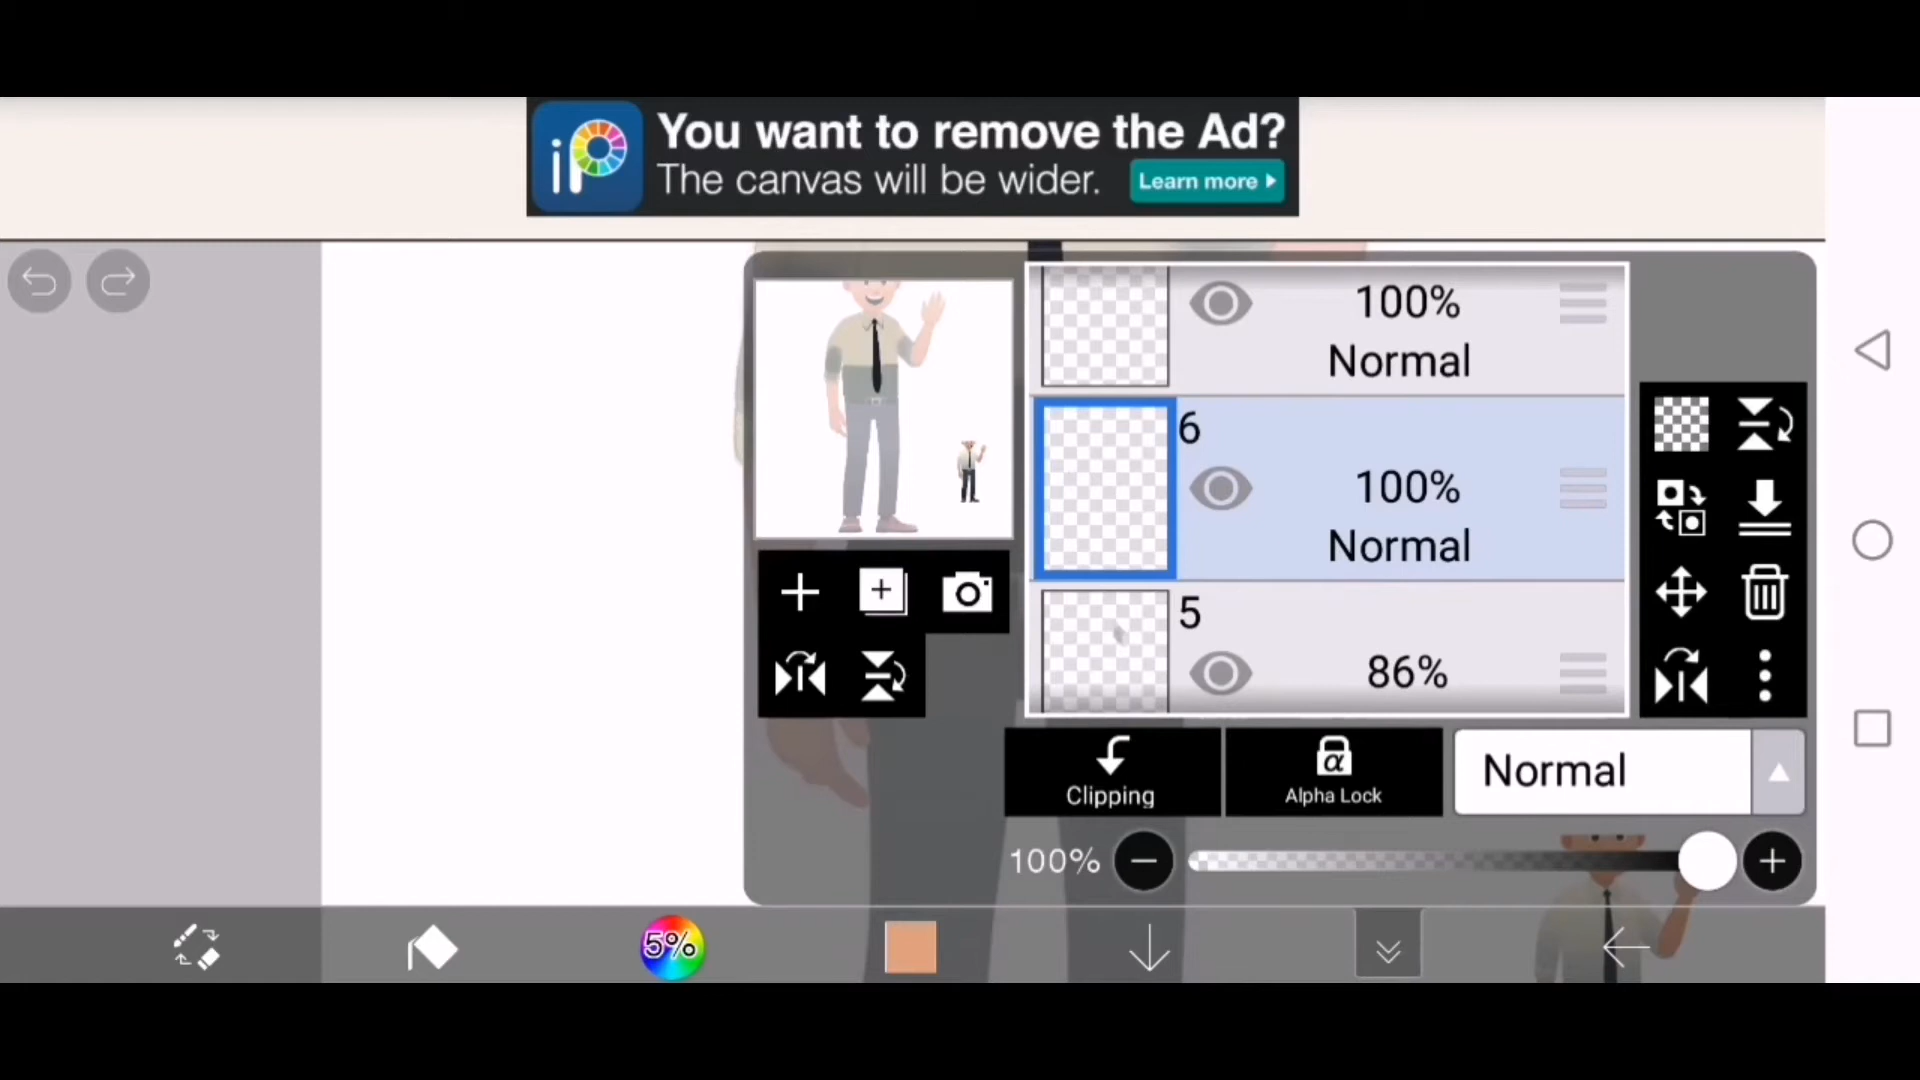 iP
You want to remove the Ad?
The canvas will be wider.
Learn more
100%
Normal
6
100%
Normal
5
86%
Clipping
α
Alpha Lock
Normal
100%
5%